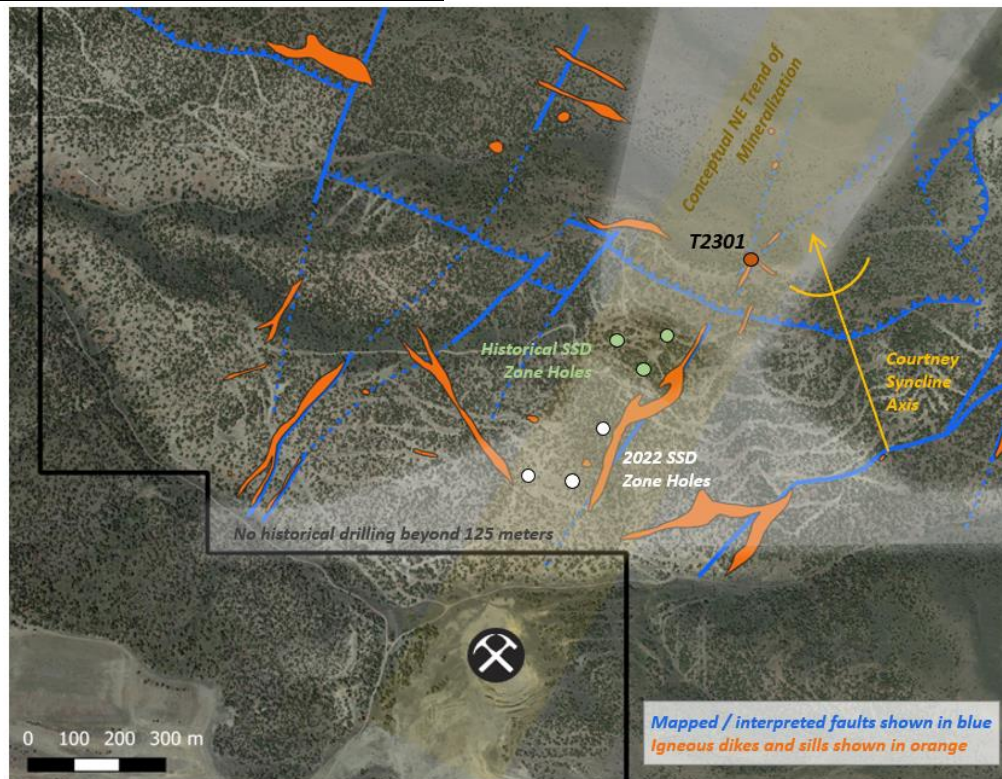 Conceptual NE Trend of
Mineralization
T2301
Historical SSD
Zone Holes
Courtney
Syncline
Axis
2022 SSD
Zone Holes
No historical drilling beyond 125 meters
Mapped / interpreted faults shown in blue
Igneous dikes and sills shown in orange
0 100 200 300 m